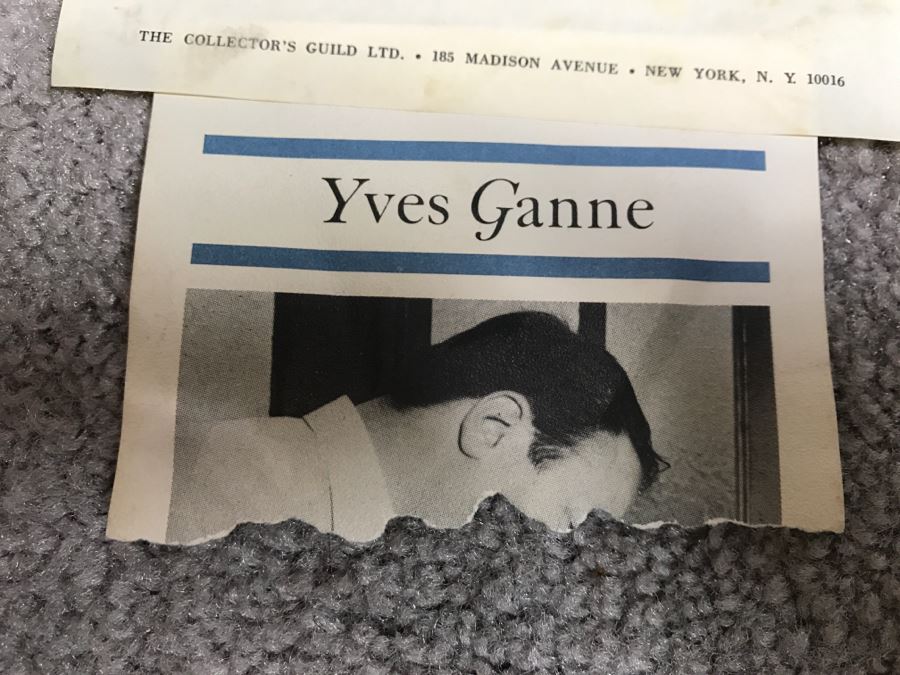 THE COLLECTOR'S GUILD LTD. • 185 MADISON AVENUE • NEW YORK, N. Y. 10016
Yves Ganne